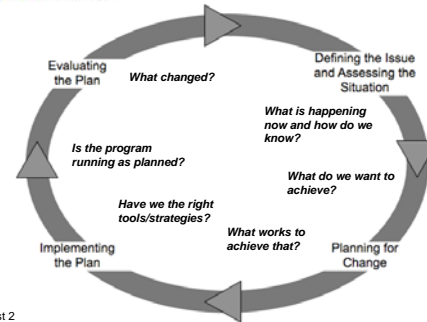 Evaluating
the Plan
What changed?
Defining the Issue
and Assessing the
Situation
What is happening
now and how do we
know?
Is the program
running as planned?
What do we want to
achieve?
Have we the right
tools/strategies?
What works to
achieve that?
Implementing
the Plan
Planning for
Change
st 2